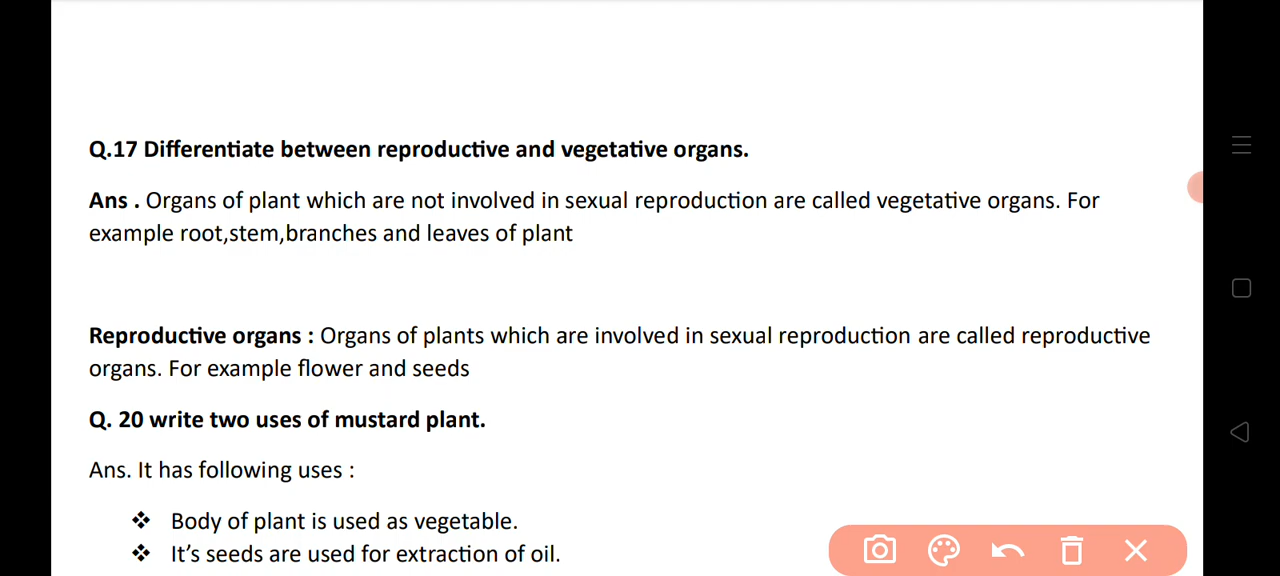 Q.17 Differentiate between reproductive and vegetative organs.
Ans . Organs of plant which are not involved in sexual reproduction are called vegetative organs. For
example root,stem,branches and leaves of plant
Reproductive organs : Organs of plants which are involved in sexual reproduction are called reproductive
organs. For example flower and seeds
Q. 20 write two uses of mustard plant.
Ans. It has following uses :
❖ Body of plant is used as vegetable.
❖ It’s seeds are used for extraction of oil.